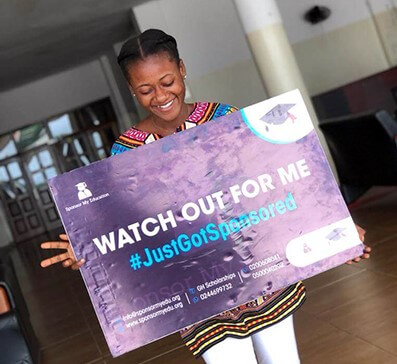 Sponsor My Education
WATCH OUT FOR ME
#JustGotSponsored
info@sponsormyedu.org
www.sponsormyedu.org
GH Scholarships
0244699732